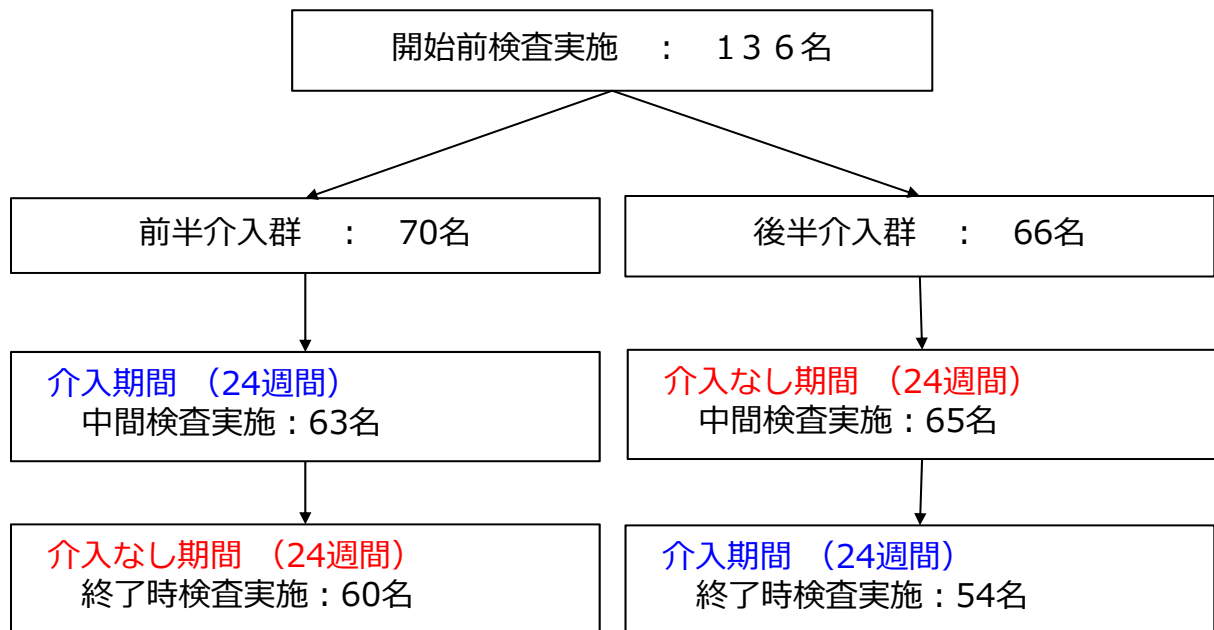 開始前検査実施　：　１３６名
前半介入群　：　70名
後半介入群　：　66名
介入期間 （24週間）
中間検査実施：63名
介入なし期間 （24週間）
中間検査実施：65名
介入なし期間 （24週間）
終了時検査実施：60名
介入期間 （24週間）
終了時検査実施：54名